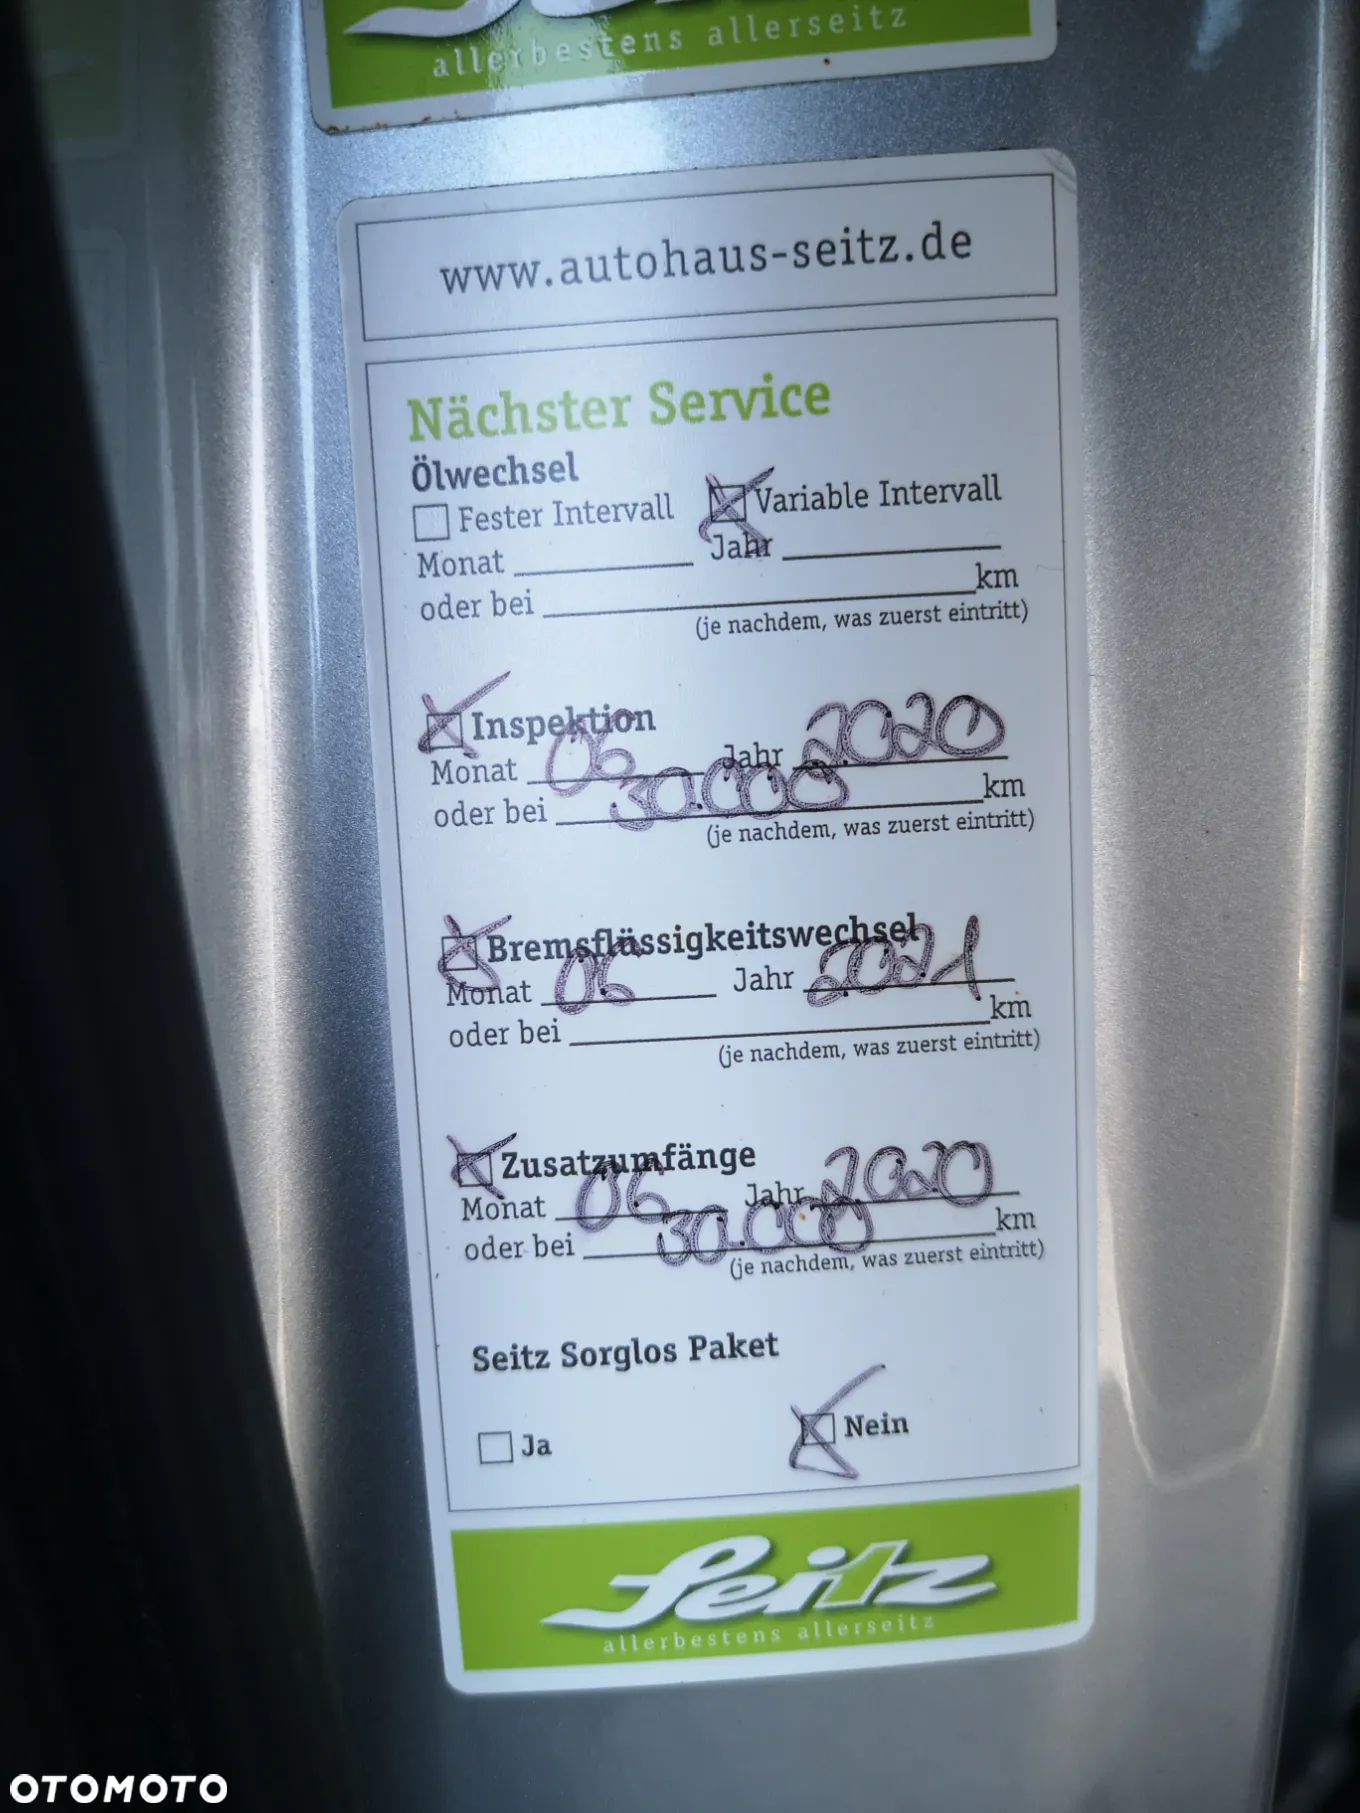 allerbestens allerseitz
www.autohaus-seitz.de
Nächster Service
Ölwechsel
Fester Intervall Variable Intervall
Monat Jahr
oder bei km
(je nachdem, was zuerst eintritt)
Inspektion
Monat 06 Jahr 2020
oder bei 30.000 km
(je nachdem, was zuerst eintritt)
Bremsflüssigkeitswechsel
Monat 06 Jahr 2021
oder bei km
(je nachdem, was zuerst eintritt)
Zusatzumfänge
Monat 06 Jahr 2020
oder bei 30.000 km
(je nachdem, was zuerst eintritt)
Seitz Sorglos Paket
Ja Nein
Seitz
allerbestens allerseitz
OTOMOTO